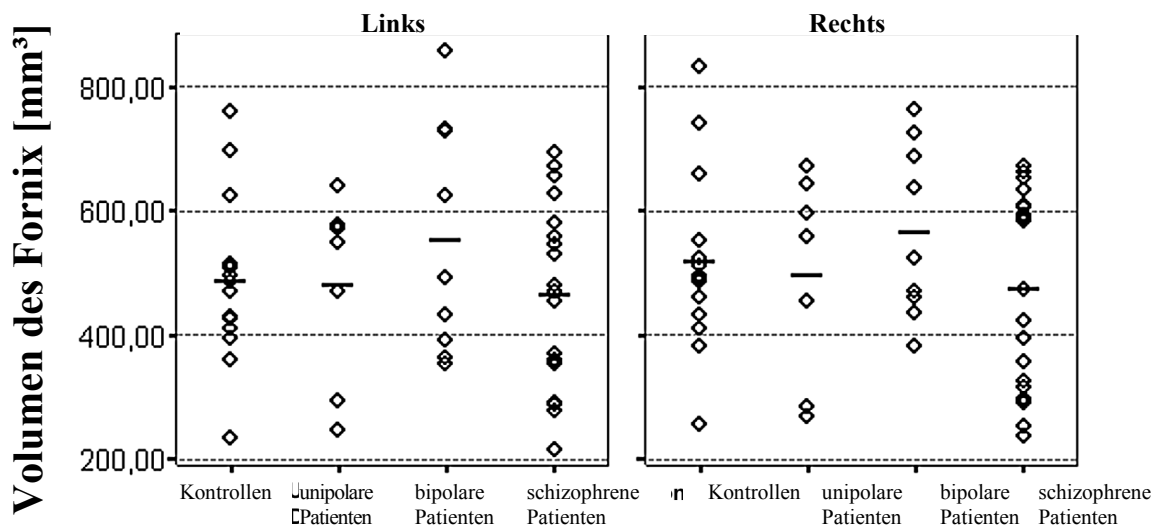 Links
Rechts
Volumen des Fornix [mm³]
800,00
600,00
400,00
200,00
Kontrollen
unipolare
Patienten
bipolare
Patienten
schizophrene
Patienten
Kontrollen
unipolare
Patienten
bipolare
Patienten
schizophrene
Patienten